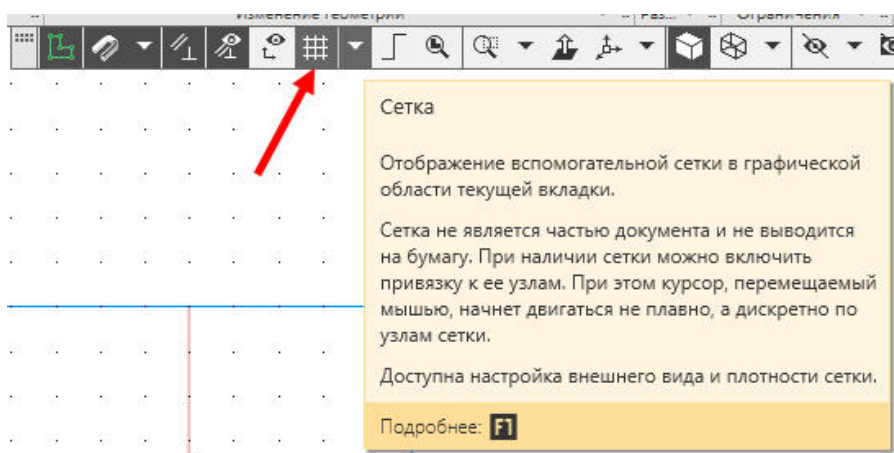 Изменение геометрии
Раз...
Ограничения
Сетка
Отображение вспомогательной сетки в графической
области текущей вкладки.
Сетка не является частью документа и не выводится
на бумагу. При наличии сетки можно включить
привязку к ее узлам. При этом курсор, перемещаемый
мышью, начнет двигаться не плавно, а дискретно по
узлам сетки.
Доступна настройка внешнего вида и плотности сетки.
Подробнее: F1